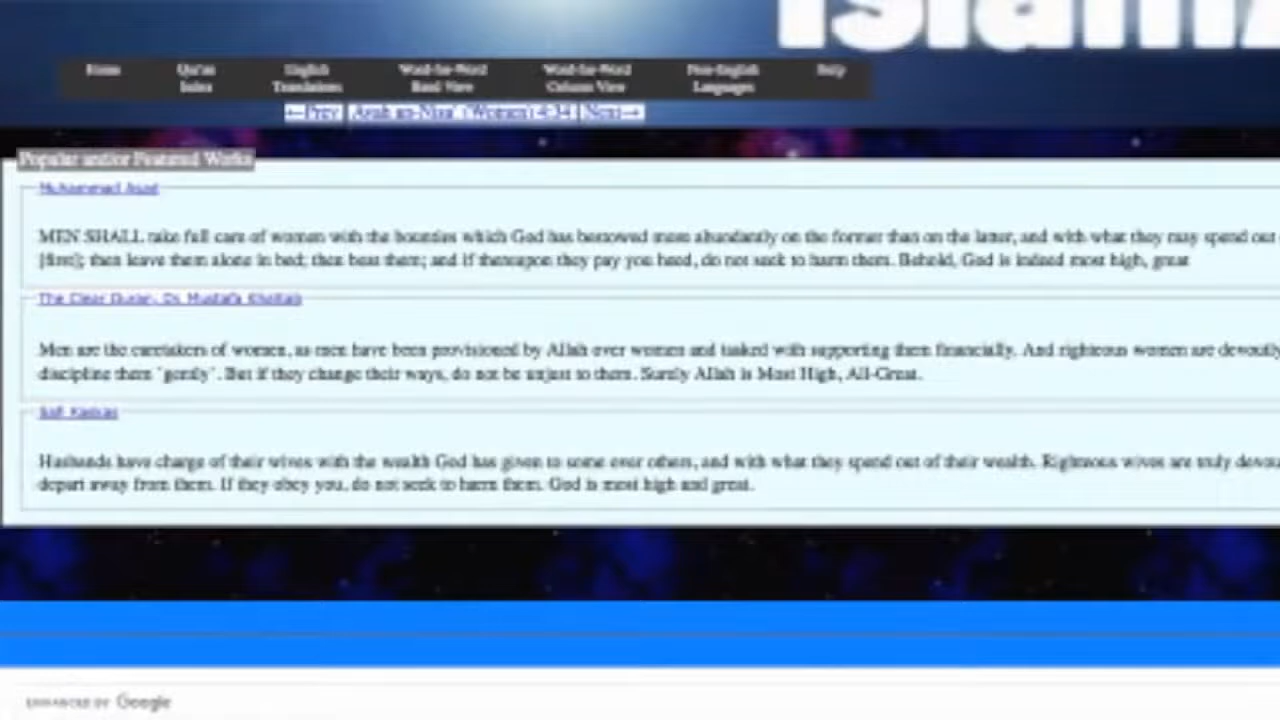 Islam
Home Qur'an Index English Translations Word-for-Word Read View Word-for-Word Column View Non-English Languages Help
←Prev | Ayah an-Nisa' (Women) 4:34 | Next→
Popular and/or Featured Works
Muhammad Asad
MEN SHALL take full care of women with the bounties which God has bestowed more abundantly on the former than on the latter, and with what they may spend out
[first]; then leave them alone in bed; then beat them; and if thereupon they pay you heed, do not seek to harm them. Behold, God is indeed most high, great
The Clear Quran, Dr. Mustafa Khattab
Men are the caretakers of women, as men have been provisioned by Allah over women and tasked with supporting them financially. And righteous women are devoutly
discipline them ˹gently˺. But if they change their ways, do not be unjust to them. Surely Allah is Most High, All-Great.
Safi Kaskas
Husbands have charge of their wives with the wealth God has given to some over others, and with what they spend out of their wealth. Righteous wives are truly
depart away from them. If they obey you, do not seek to harm them. God is most high and great.
ENHANCED BY Google